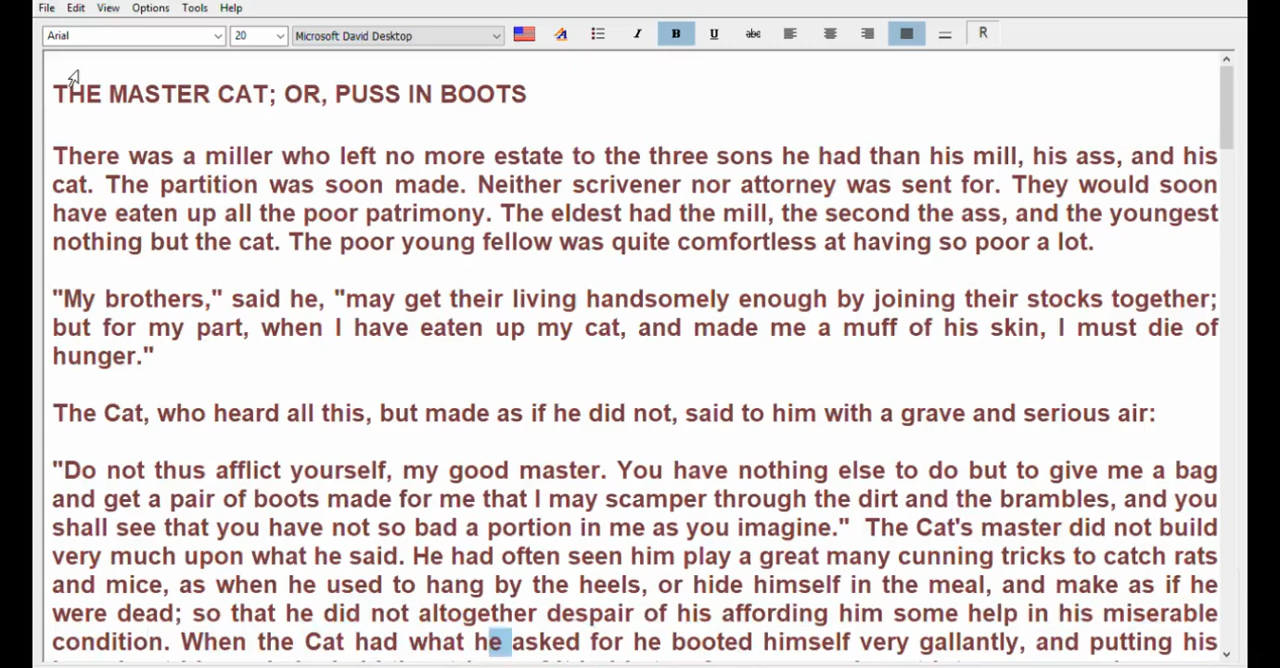 File Edit View Options Tools Help
Arial 20 Microsoft David Desktop I B U abc R
THE MASTER CAT; OR, PUSS IN BOOTS
There was a miller who left no more estate to the three sons he had than his mill, his ass, and his
cat. The partition was soon made. Neither scrivener nor attorney was sent for. They would soon
have eaten up all the poor patrimony. The eldest had the mill, the second the ass, and the youngest
nothing but the cat. The poor young fellow was quite comfortless at having so poor a lot.
"My brothers," said he, "may get their living handsomely enough by joining their stocks together;
but for my part, when I have eaten up my cat, and made me a muff of his skin, I must die of
hunger."
The Cat, who heard all this, but made as if he did not, said to him with a grave and serious air:
"Do not thus afflict yourself, my good master. You have nothing else to do but to give me a bag
and get a pair of boots made for me that I may scamper through the dirt and the brambles, and you
shall see that you have not so bad a portion in me as you imagine."  The Cat's master did not build
very much upon what he said. He had often seen him play a great many cunning tricks to catch rats
and mice, as when he used to hang by the heels, or hide himself in the meal, and make as if he
were dead; so that he did not altogether despair of his affording him some help in his miserable
condition. When the Cat had what he asked for he booted himself very gallantly, and putting his